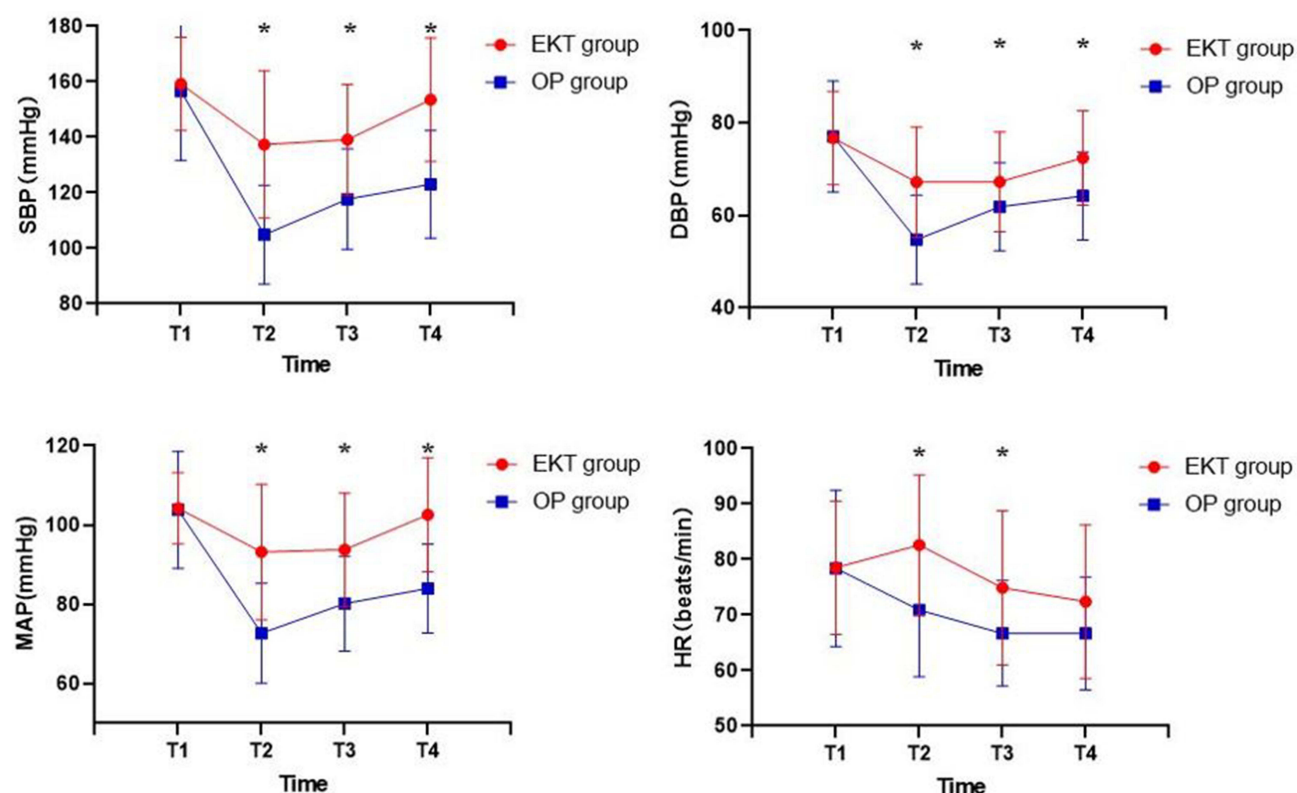 180
160
140
120
100
80
SBP (mmHg)
* * *
EKT group
OP group
T1 T2 T3 T4
Time
100
80
60
40
DBP (mmHg)
* * *
EKT group
OP group
T1 T2 T3 T4
Time
120
100
80
60
MAP(mmHg)
* * *
EKT group
OP group
T1 T2 T3 T4
Time
100
90
80
70
60
50
HR (beats/min)
* *
EKT group
OP group
T1 T2 T3 T4
Time